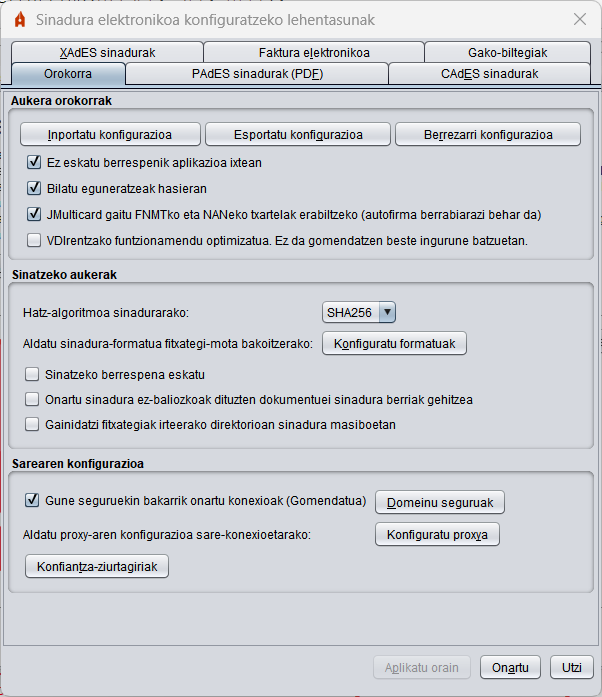 Sinadura elektronikoa konfiguratzeko lehentasunak
XAdES sinadurak
Faktura elektronikoa
Gako-biltegiak
Orokorra
PAdES sinadurak (PDF)
CAdES sinadurak
Aukera orokorrak
Inportatu konfigurazioa
Esportatu konfigurazioa
Berrezarri konfigurazioa
Ez eskatu berrespenik aplikazioa ixtean
Bilatu eguneratzeak hasieran
JMulticard gaitu FNMTko eta NANeko txartelak erabiltzeko (autofirma berrabiarazi behar da)
VDIrentzako funtzionamendu optimizatua. Ez da gomendatzen beste ingurune batzuetan.
Sinatzeko aukerak
Hatz-algoritmoa sinadurarako:
SHA256
Aldatu sinadura-formatua fitxategi-mota bakoitzerako:
Konfiguratu formatuak
Sinatzeko berrespena eskatu
Onartu sinadura ez-baliozkoak dituzten dokumentuei sinadura berriak gehitzea
Gainidatzi fitxategiak irteerako direktorioan sinadura masiboetan
Sarearen konfigurazioa
Gune seguruekin bakarrik onartu konexioak (Gomendatua)
Domeinu seguruak
Aldatu proxy-aren konfigurazioa sare-konexioetarako:
Konfiguratu proxya
Konfiantza-ziurtagiriak
Aplikatu orain
Onartu
Utzi